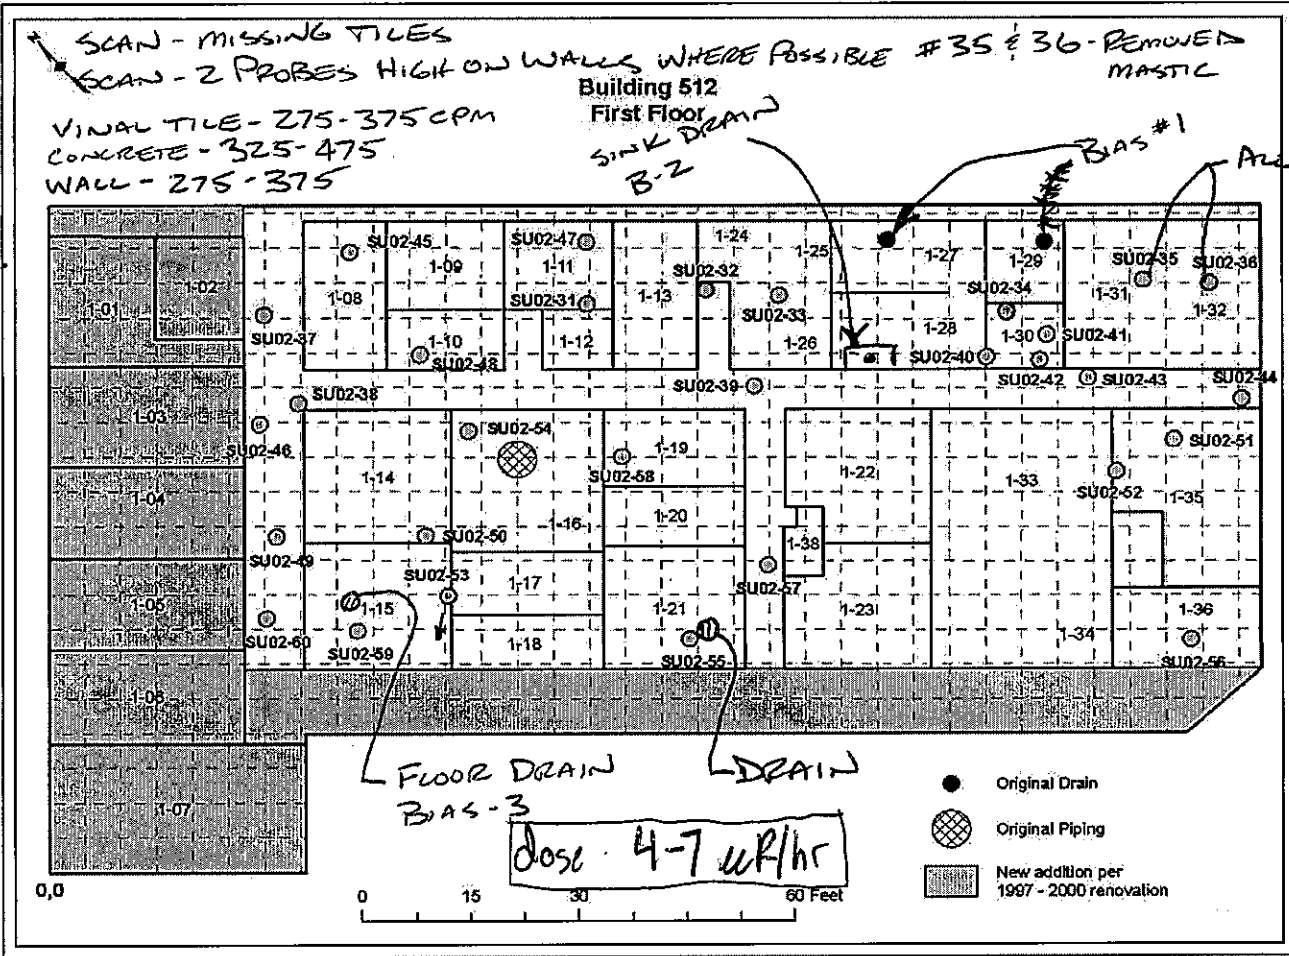 SCAN - MISSING TILES
SCAN - 2 PROBES HIGH ON WALLS WHERE POSSIBLE #35 & 36 - REMOVED
MASTIC
Building 512
First Floor
VINAL TILE - 275-375 CPM
CONCRETE - 325-475
WALL - 275-375
SINK DRAIN
B-2
BIAS #1
SU02-45
SU02-47
1-24
1-25
1-27
1-29
SU02-35
SU02-36
1-01
1-02
1-08
1-09
1-11
SU02-32
1-13
SU02-34
1-31
1-32
SU02-37
SU02-31
SU02-33
1-10
1-12
1-26
1-28
1-30
SU02-41
SU02-48
SU02-40
SU02-42
SU02-43
SU02-44
SU02-38
SU02-39
1-03
SU02-46
SU02-54
1-19
SU02-51
1-14
SU02-58
1-22
1-33
SU02-52
1-35
1-04
1-16
1-20
SU02-50
1-38
SU02-49
SU02-53
1-17
SU02-57
1-05
1-15
1-21
1-23
1-36
SU02-60
SU02-59
1-18
SU02-55
1-34
SU02-56
1-06
1-07
FLOOR DRAIN
BIAS - 3
DRAIN
dose. 4-7 uR/hr
Original Drain
Original Piping
New addition per
1997 - 2000 renovation
0,0
0 15 30 60 Feet